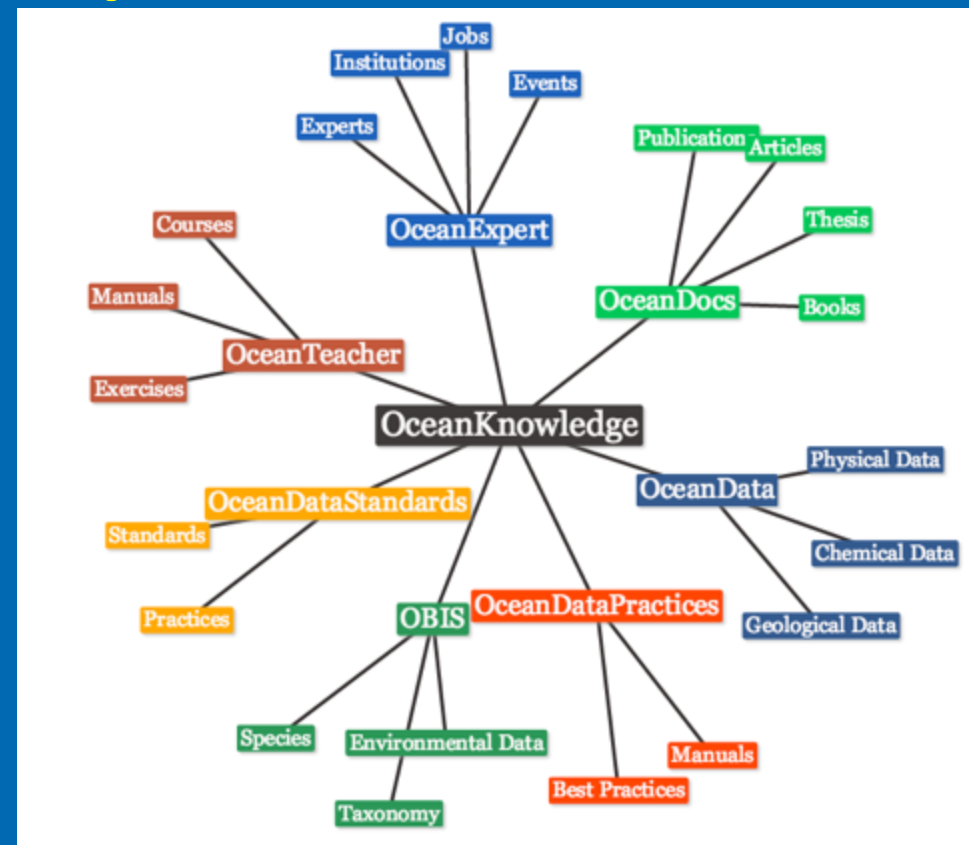 Jobs
Institutions
Events
Experts
Publication
Articles
OceanExpert
Thesis
Courses
OceanDocs
Books
Manuals
OceanTeacher
Exercises
OceanKnowledge
Physical Data
OceanData
OceanDataStandards
Standards
Chemical Data
OceanDataPractices
OBIS
Practices
Geological Data
Species
Environmental Data
Manuals
Best Practices
Taxonomy